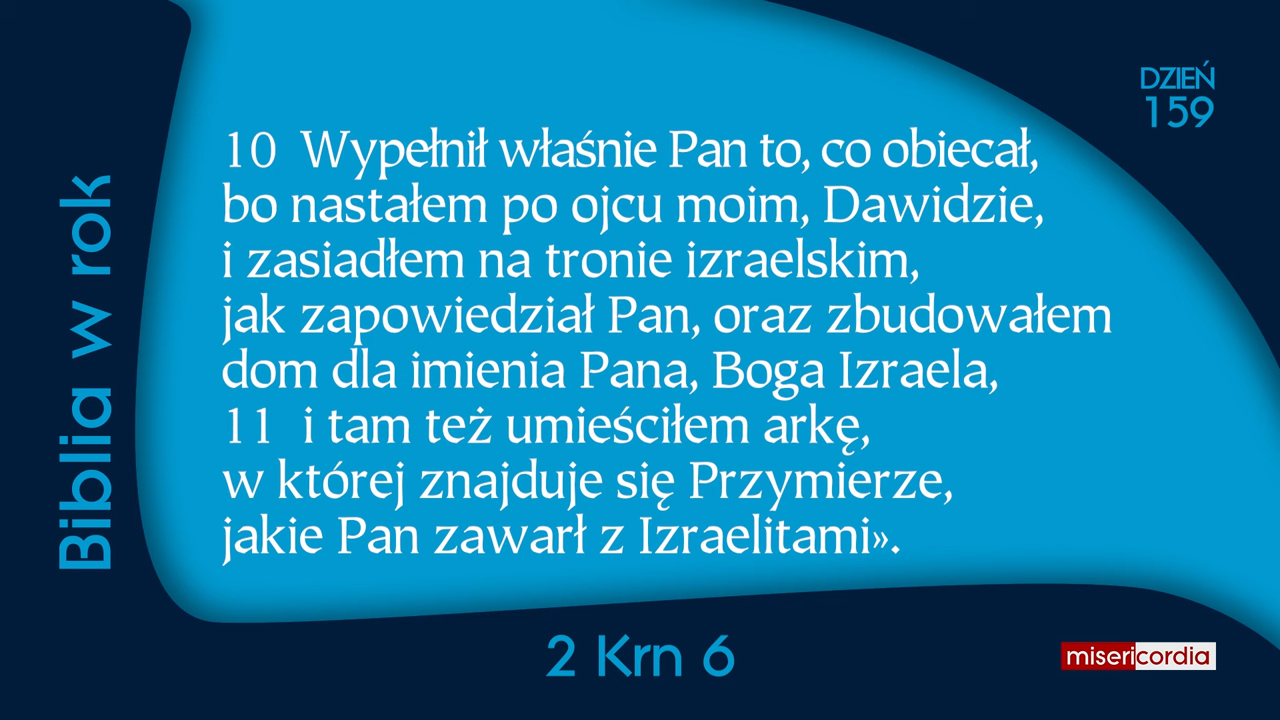 DZIEŃ
159
Biblia w rok
10 Wypełnił właśnie Pan to, co obiecał,
bo nastałem po ojcu moim, Dawidzie,
i zasiadłem na tronie izraelskim,
jak zapowiedział Pan, oraz zbudowałem
dom dla imienia Pana, Boga Izraela,
11 i tam też umieściłem arkę,
w której znajduje się Przymierze,
jakie Pan zawarł z Izraelitami».
2 Krn 6
misericordia